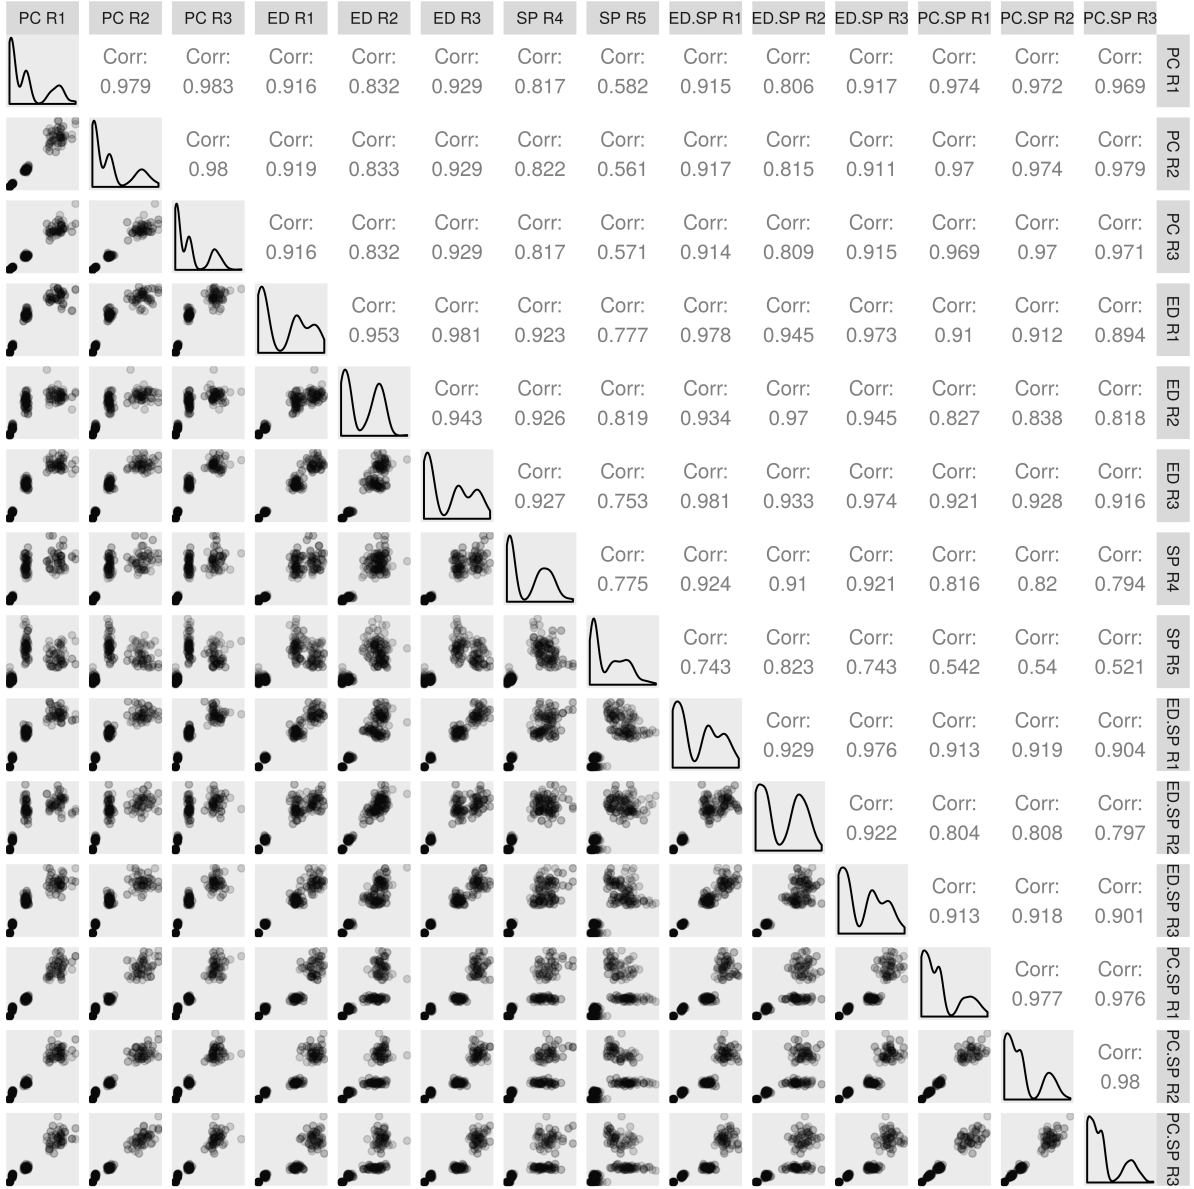 PC R1 PC R2 PC R3 ED R1 ED R2 ED R3 SP R4 SP R5 ED.SP R1 ED.SP R2 ED.SP R3 PC.SP R1 PC.SP R2 PC.SP R3
Corr: Corr: Corr: Corr: Corr: Corr: Corr: Corr: Corr: Corr: Corr: Corr: Corr:
0.979 0.983 0.916 0.832 0.929 0.817 0.582 0.915 0.806 0.917 0.974 0.972 0.969
PC R1
Corr: Corr: Corr: Corr: Corr: Corr: Corr: Corr: Corr: Corr: Corr: Corr:
0.98 0.919 0.833 0.929 0.822 0.561 0.917 0.815 0.911 0.97 0.974 0.979
PC R2
Corr: Corr: Corr: Corr: Corr: Corr: Corr: Corr: Corr: Corr: Corr:
0.916 0.832 0.929 0.817 0.571 0.914 0.809 0.915 0.969 0.97 0.971
PC R3
Corr: Corr: Corr: Corr: Corr: Corr: Corr: Corr: Corr: Corr:
0.953 0.981 0.923 0.777 0.978 0.945 0.973 0.91 0.912 0.894
ED R1
Corr: Corr: Corr: Corr: Corr: Corr: Corr: Corr: Corr:
0.943 0.926 0.819 0.934 0.97 0.945 0.827 0.838 0.818
ED R2
Corr: Corr: Corr: Corr: Corr: Corr: Corr: Corr:
0.927 0.753 0.981 0.933 0.974 0.921 0.928 0.916
ED R3
Corr: Corr: Corr: Corr: Corr: Corr: Corr:
0.775 0.924 0.91 0.921 0.816 0.82 0.794
SP R4
Corr: Corr: Corr: Corr: Corr: Corr:
0.743 0.823 0.743 0.542 0.54 0.521
SP R5
Corr: Corr: Corr: Corr: Corr:
0.929 0.976 0.913 0.919 0.904
ED.SP R1
Corr: Corr: Corr: Corr:
0.922 0.804 0.808 0.797
ED.SP R2
Corr: Corr: Corr:
0.913 0.918 0.901
ED.SP R3
Corr: Corr:
0.977 0.976
PC.SP R1
Corr:
0.98
PC.SP R2
PC.SP R3